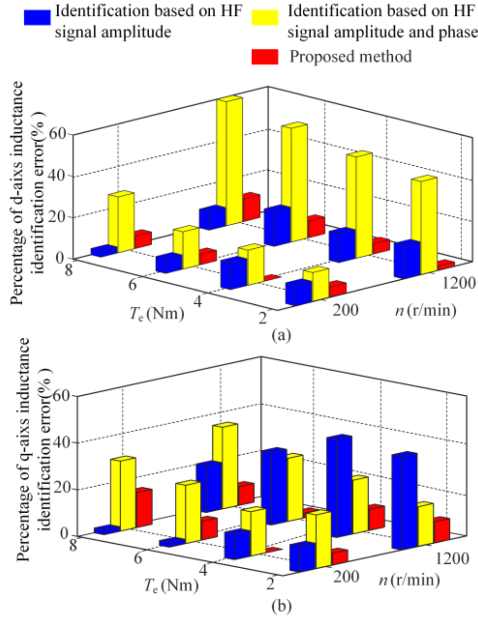 Identification based on HF
signal amplitude
Identification based on HF
signal amplitude and phase
Proposed method
Percentage of d-aixs inductance
identification error(%)
60
40
20
0
8
6
4
2
Te (Nm)
200
1200
n (r/min)
(a)
Percentage of q-aixs inductance
identification error(%)
60
40
20
0
8
6
4
2
Te (Nm)
200
1200
n (r/min)
(b)